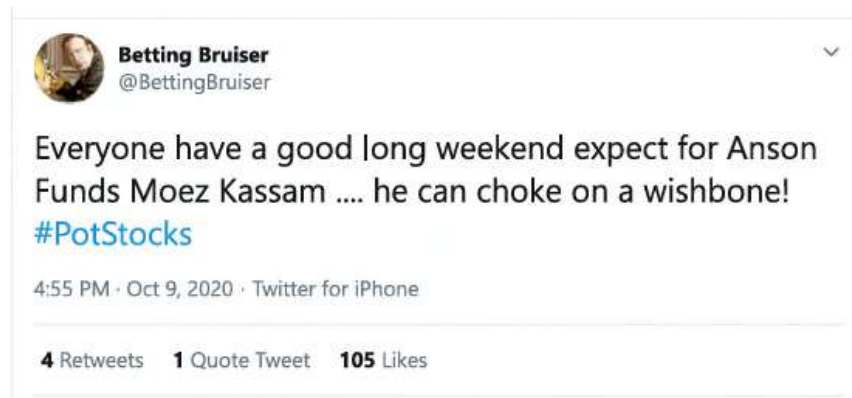 Betting Bruiser
@BettingBruiser
Everyone have a good long weekend expect for Anson
Funds Moez Kassam .... he can choke on a wishbone!
#PotStocks
4:55 PM · Oct 9, 2020 · Twitter for iPhone
4 Retweets 1 Quote Tweet 105 Likes